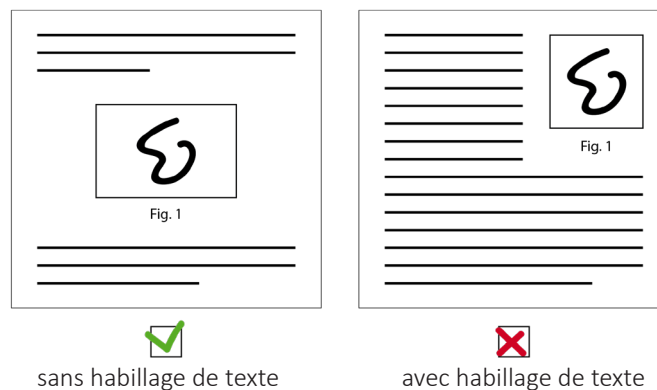 Fig. 1
Fig. 1
sans habillage de texte
avec habillage de texte